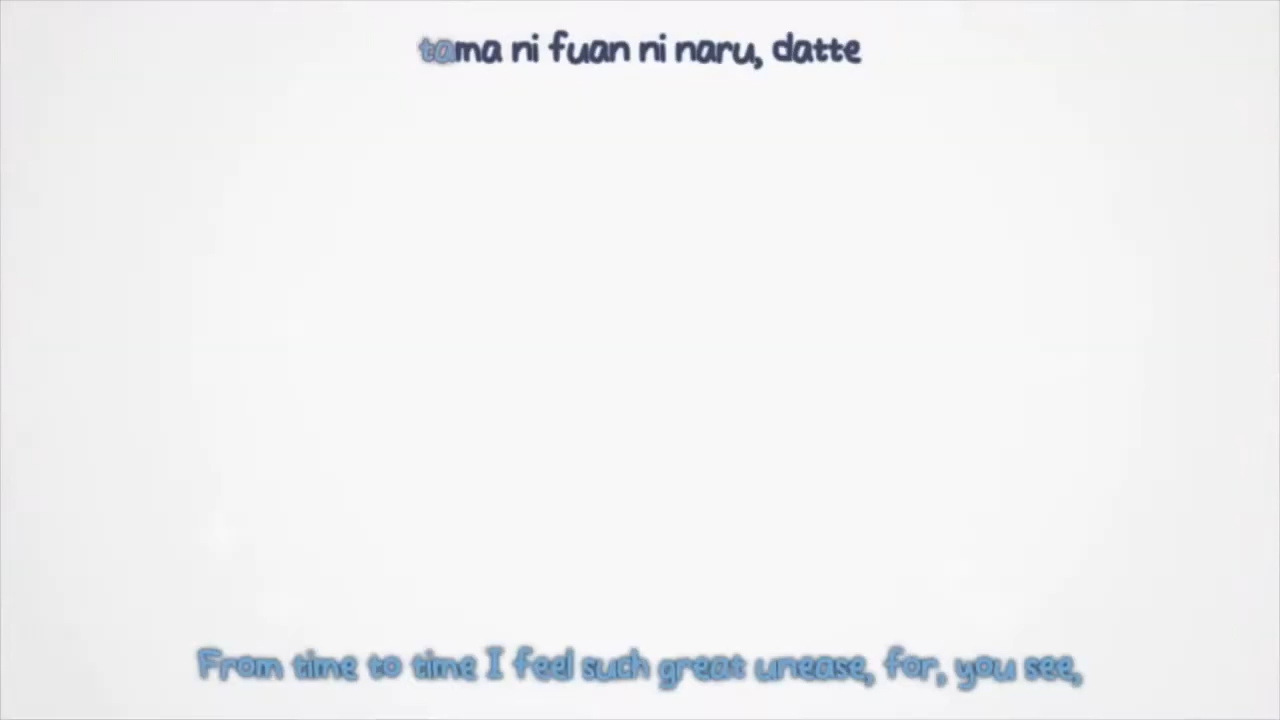 tama ni fuan ni naru, datte
From time to time I feel such great unease, for, you see,